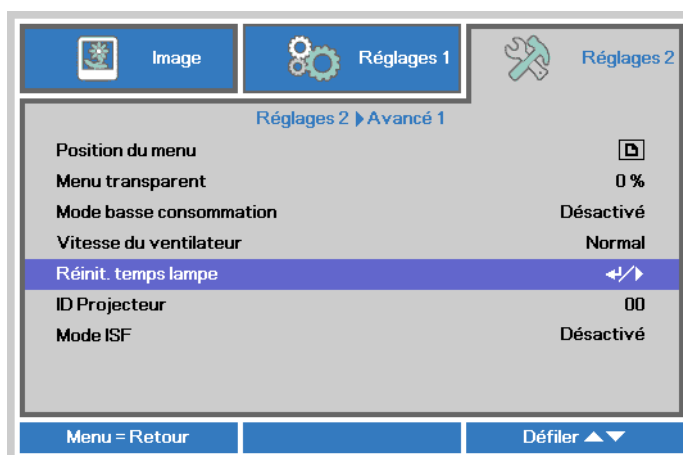 Image
Réglages 1
Réglages 2
Réglages 2 ▶ Avancé 1
Position du menu
Menu transparent 0 %
Mode basse consommation Désactivé
Vitesse du ventilateur Normal
Réinit. temps lampe ↵/▶
ID Projecteur 00
Mode ISF Désactivé
Menu = Retour Défiler ▲▼